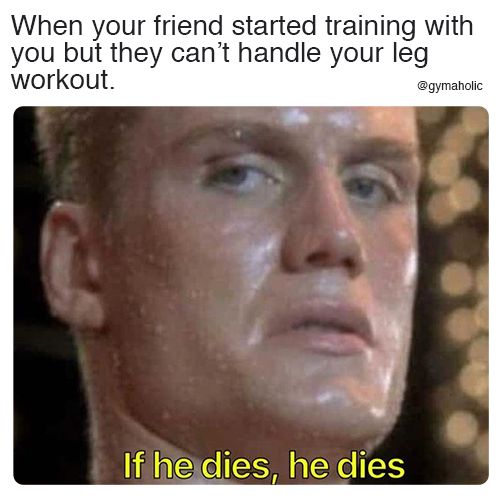 When your friend started training with
you but they can’t handle your leg
workout.
@gymaholic
If he dies, he dies